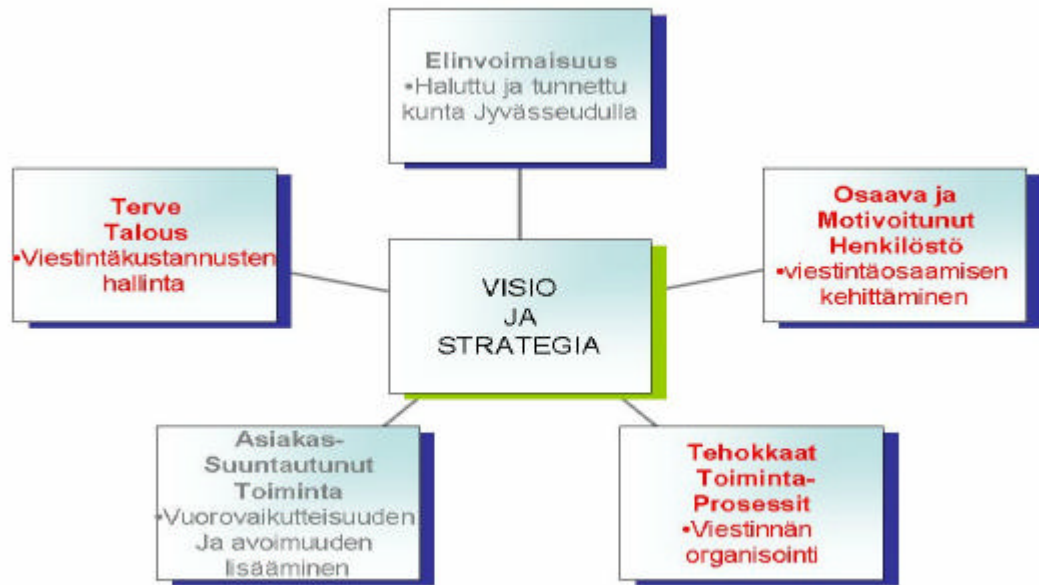 Elinvoimaisuus
•Haluttu ja tunnettu
kunta Jyvässeudulla
Terve
Talous
•Viestintäkustannusten
hallinta
Osaava ja
Motivoitunut
Henkilöstö
•viestintäosaamisen
kehittäminen
VISIO
JA
STRATEGIA
Asiakas-
Suuntautunut
Toiminta
•Vuorovaikutteisuuden
Ja avoimuuden
lisääminen
Tehokkaat
Toiminta-
Prosessit
•Viestinnän
organisointi